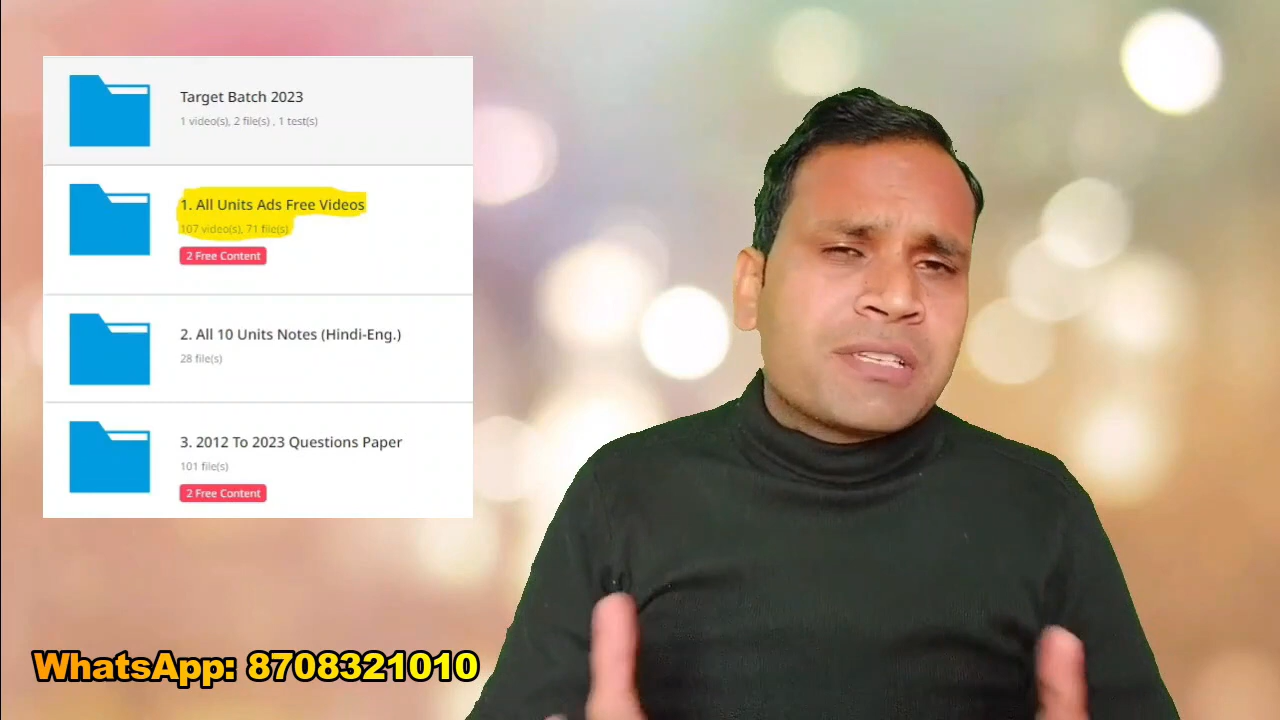 Target Batch 2023
1 video(s), 2 file(s) , 1 test(s)
1. All Units Ads Free Videos
107 video(s), 71 file(s)
2 Free Content
2. All 10 Units Notes (Hindi-Eng.)
28 file(s)
3. 2012 To 2023 Questions Paper
101 file(s)
2 Free Content
WhatsApp: 8708321010